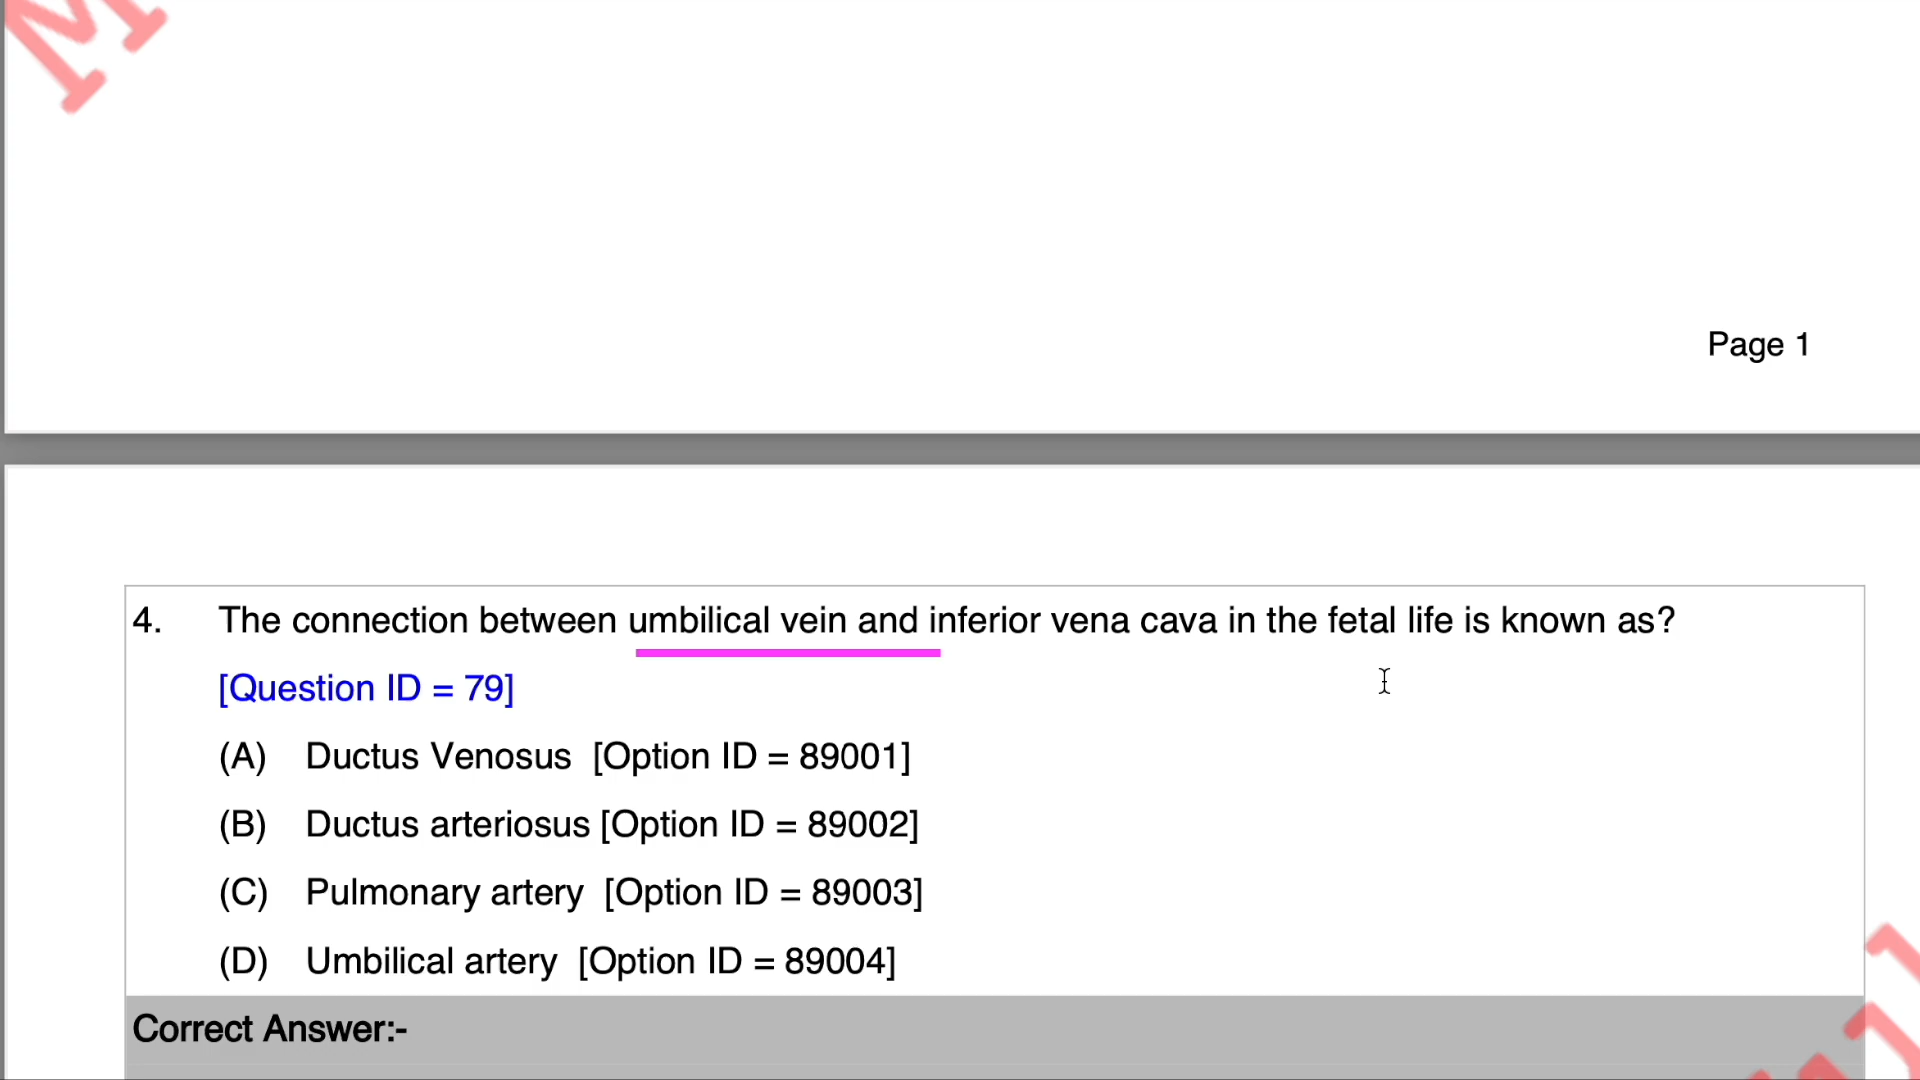 Page 1
4. The connection between umbilical vein and inferior vena cava in the fetal life is known as?
[Question ID = 79]
(A) Ductus Venosus [Option ID = 89001]
(B) Ductus arteriosus [Option ID = 89002]
(C) Pulmonary artery [Option ID = 89003]
(D) Umbilical artery [Option ID = 89004]
Correct Answer:-